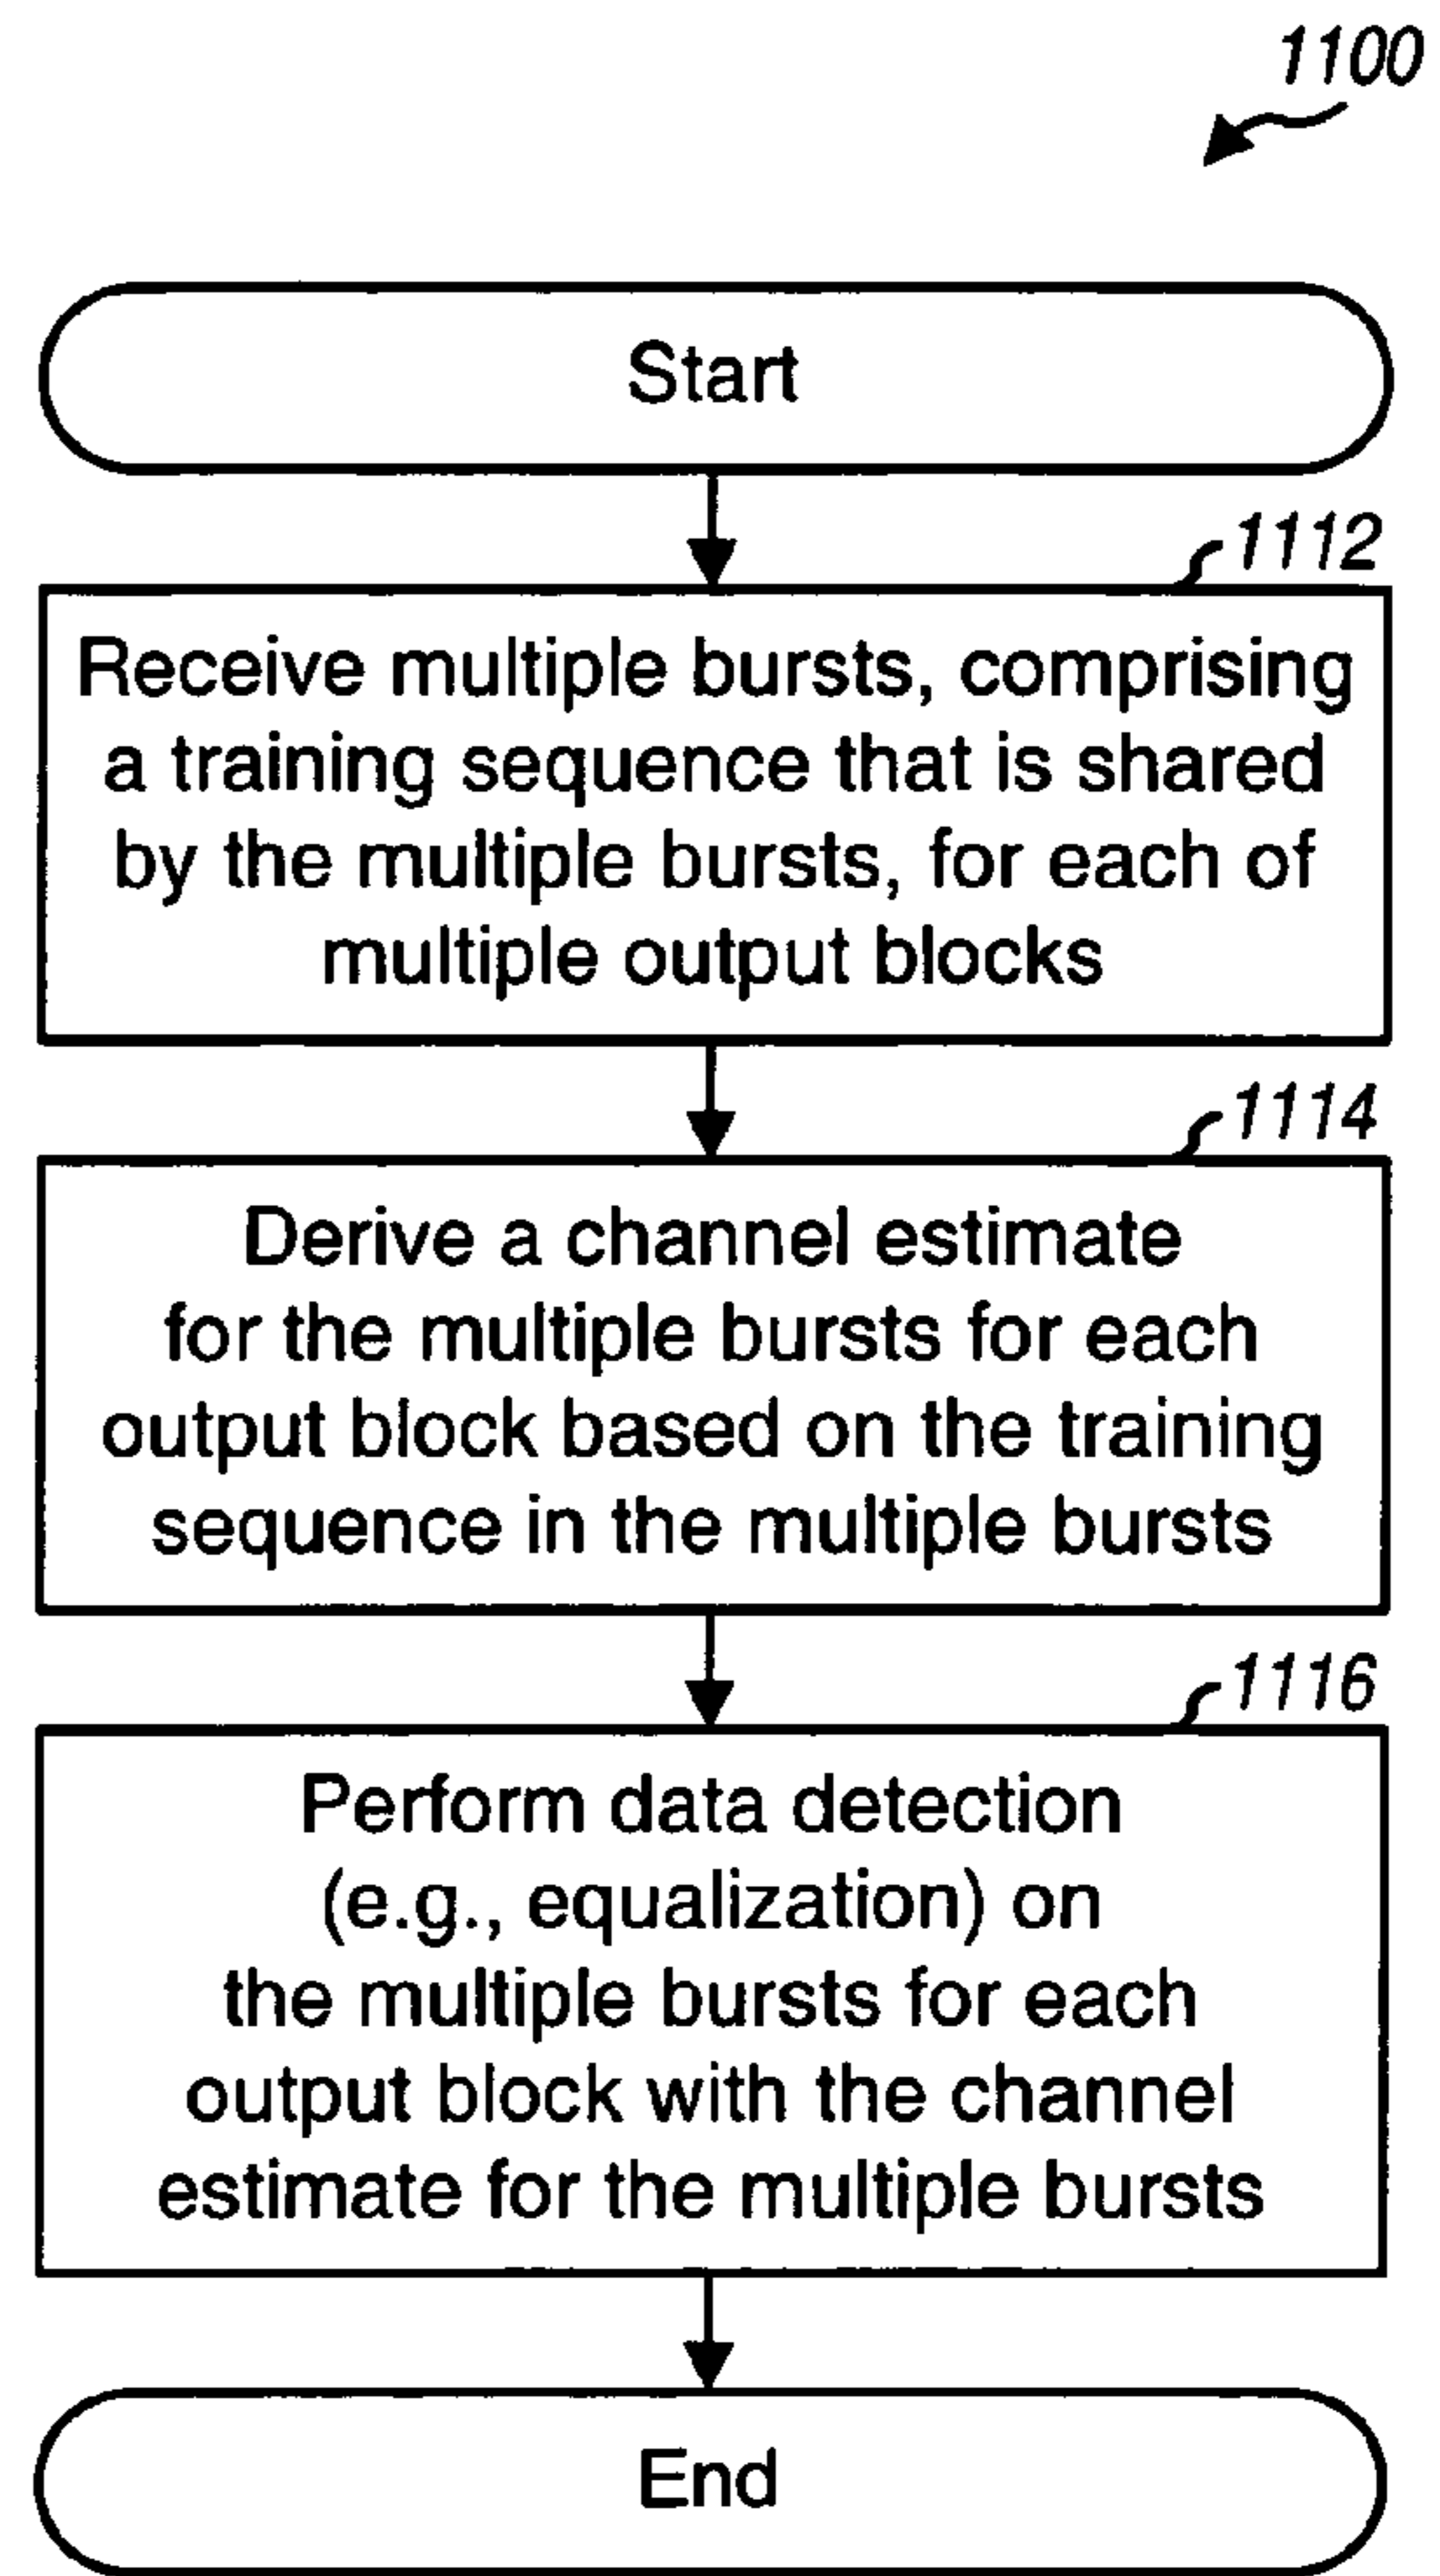 1100
Start
1112
Receive multiple bursts, comprising
a training sequence that is shared
by the multiple bursts, for each of
multiple output blocks
1114
Derive a channel estimate
for the multiple bursts for each
output block based on the training
sequence in the multiple bursts
1116
Perform data detection
(e.g., equalization) on
the multiple bursts for each
output block with the channel
estimate for the multiple bursts
End